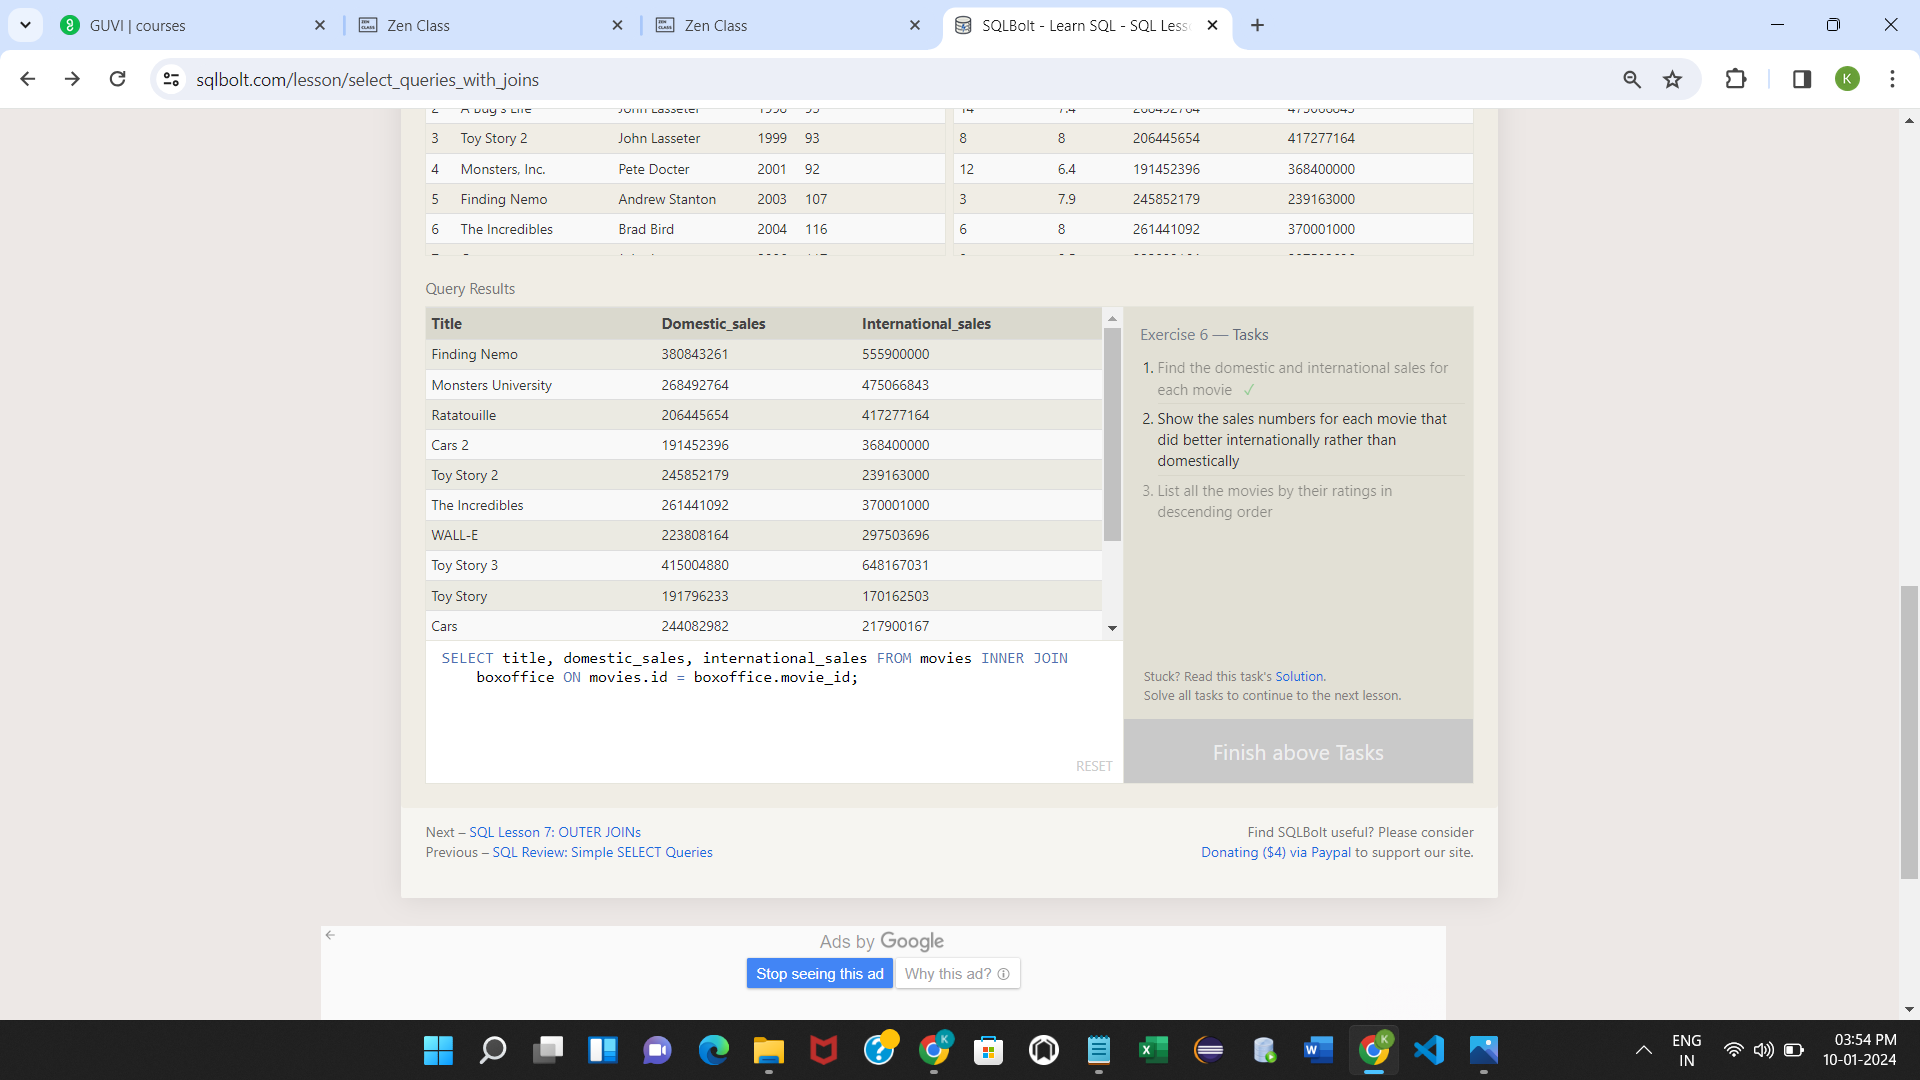 GUVI | courses
Zen Class
Zen Class
SQLBolt - Learn SQL - SQL Less
sqlbolt.com/lesson/select_queries_with_joins
K
2 A Bug's Life John Lasseter 1998 95 14 7.4 268492764 475066843
3 Toy Story 2 John Lasseter 1999 93 8 8 206445654 417277164
4 Monsters, Inc. Pete Docter 2001 92 12 6.4 191452396 368400000
5 Finding Nemo Andrew Stanton 2003 107 3 7.9 245852179 239163000
6 The Incredibles Brad Bird 2004 116 6 8 261441092 370001000
Query Results
Title Domestic_sales International_sales
Finding Nemo 380843261 555900000
Monsters University 268492764 475066843
Ratatouille 206445654 417277164
Cars 2 191452396 368400000
Toy Story 2 245852179 239163000
The Incredibles 261441092 370001000
WALL-E 223808164 297503696
Toy Story 3 415004880 648167031
Toy Story 191796233 170162503
Cars 244082982 217900167
SELECT title, domestic_sales, international_sales FROM movies INNER JOIN
boxoffice ON movies.id = boxoffice.movie_id;
RESET
Exercise 6 — Tasks
1. Find the domestic and international sales for
each movie ✓
2. Show the sales numbers for each movie that
did better internationally rather than
domestically
3. List all the movies by their ratings in
descending order
Stuck? Read this task's Solution.
Solve all tasks to continue to the next lesson.
Finish above Tasks
Next – SQL Lesson 7: OUTER JOINs
Previous – SQL Review: Simple SELECT Queries
Find SQLBolt useful? Please consider
Donating ($4) via Paypal to support our site.
Ads by Google
Stop seeing this ad
Why this ad?
ENG
IN
03:54 PM
10-01-2024